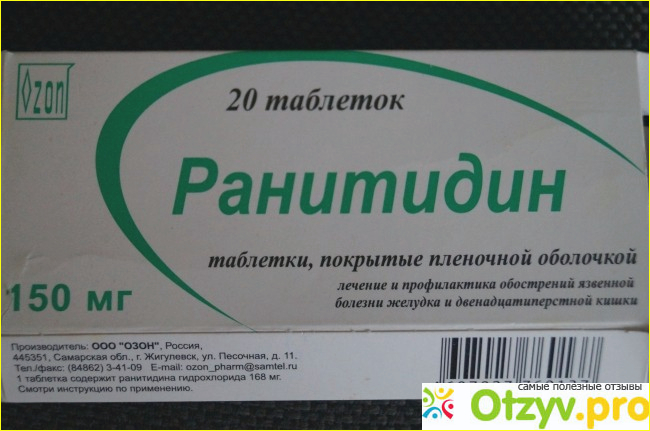 Ozon
20 таблеток
Ранитидин
таблетки, покрытые пленочной оболочкой
лечение и профилактика обострений язвенной
болезни желудка и двенадцатиперстной кишки
150 мг
Производитель: ООО "ОЗОН", Россия,
445351, Самарская обл., г. Жигулевск, ул. Песочная, д. 11.
Тел./факс: (84862) 3-41-09 E-mail: ozon_pharm@samtel.ru
1 таблетка содержит ранитидина гидрохлорида 168 мг.
Смотри инструкцию по применению.
самые полезные отзывы
Otzyv.pro